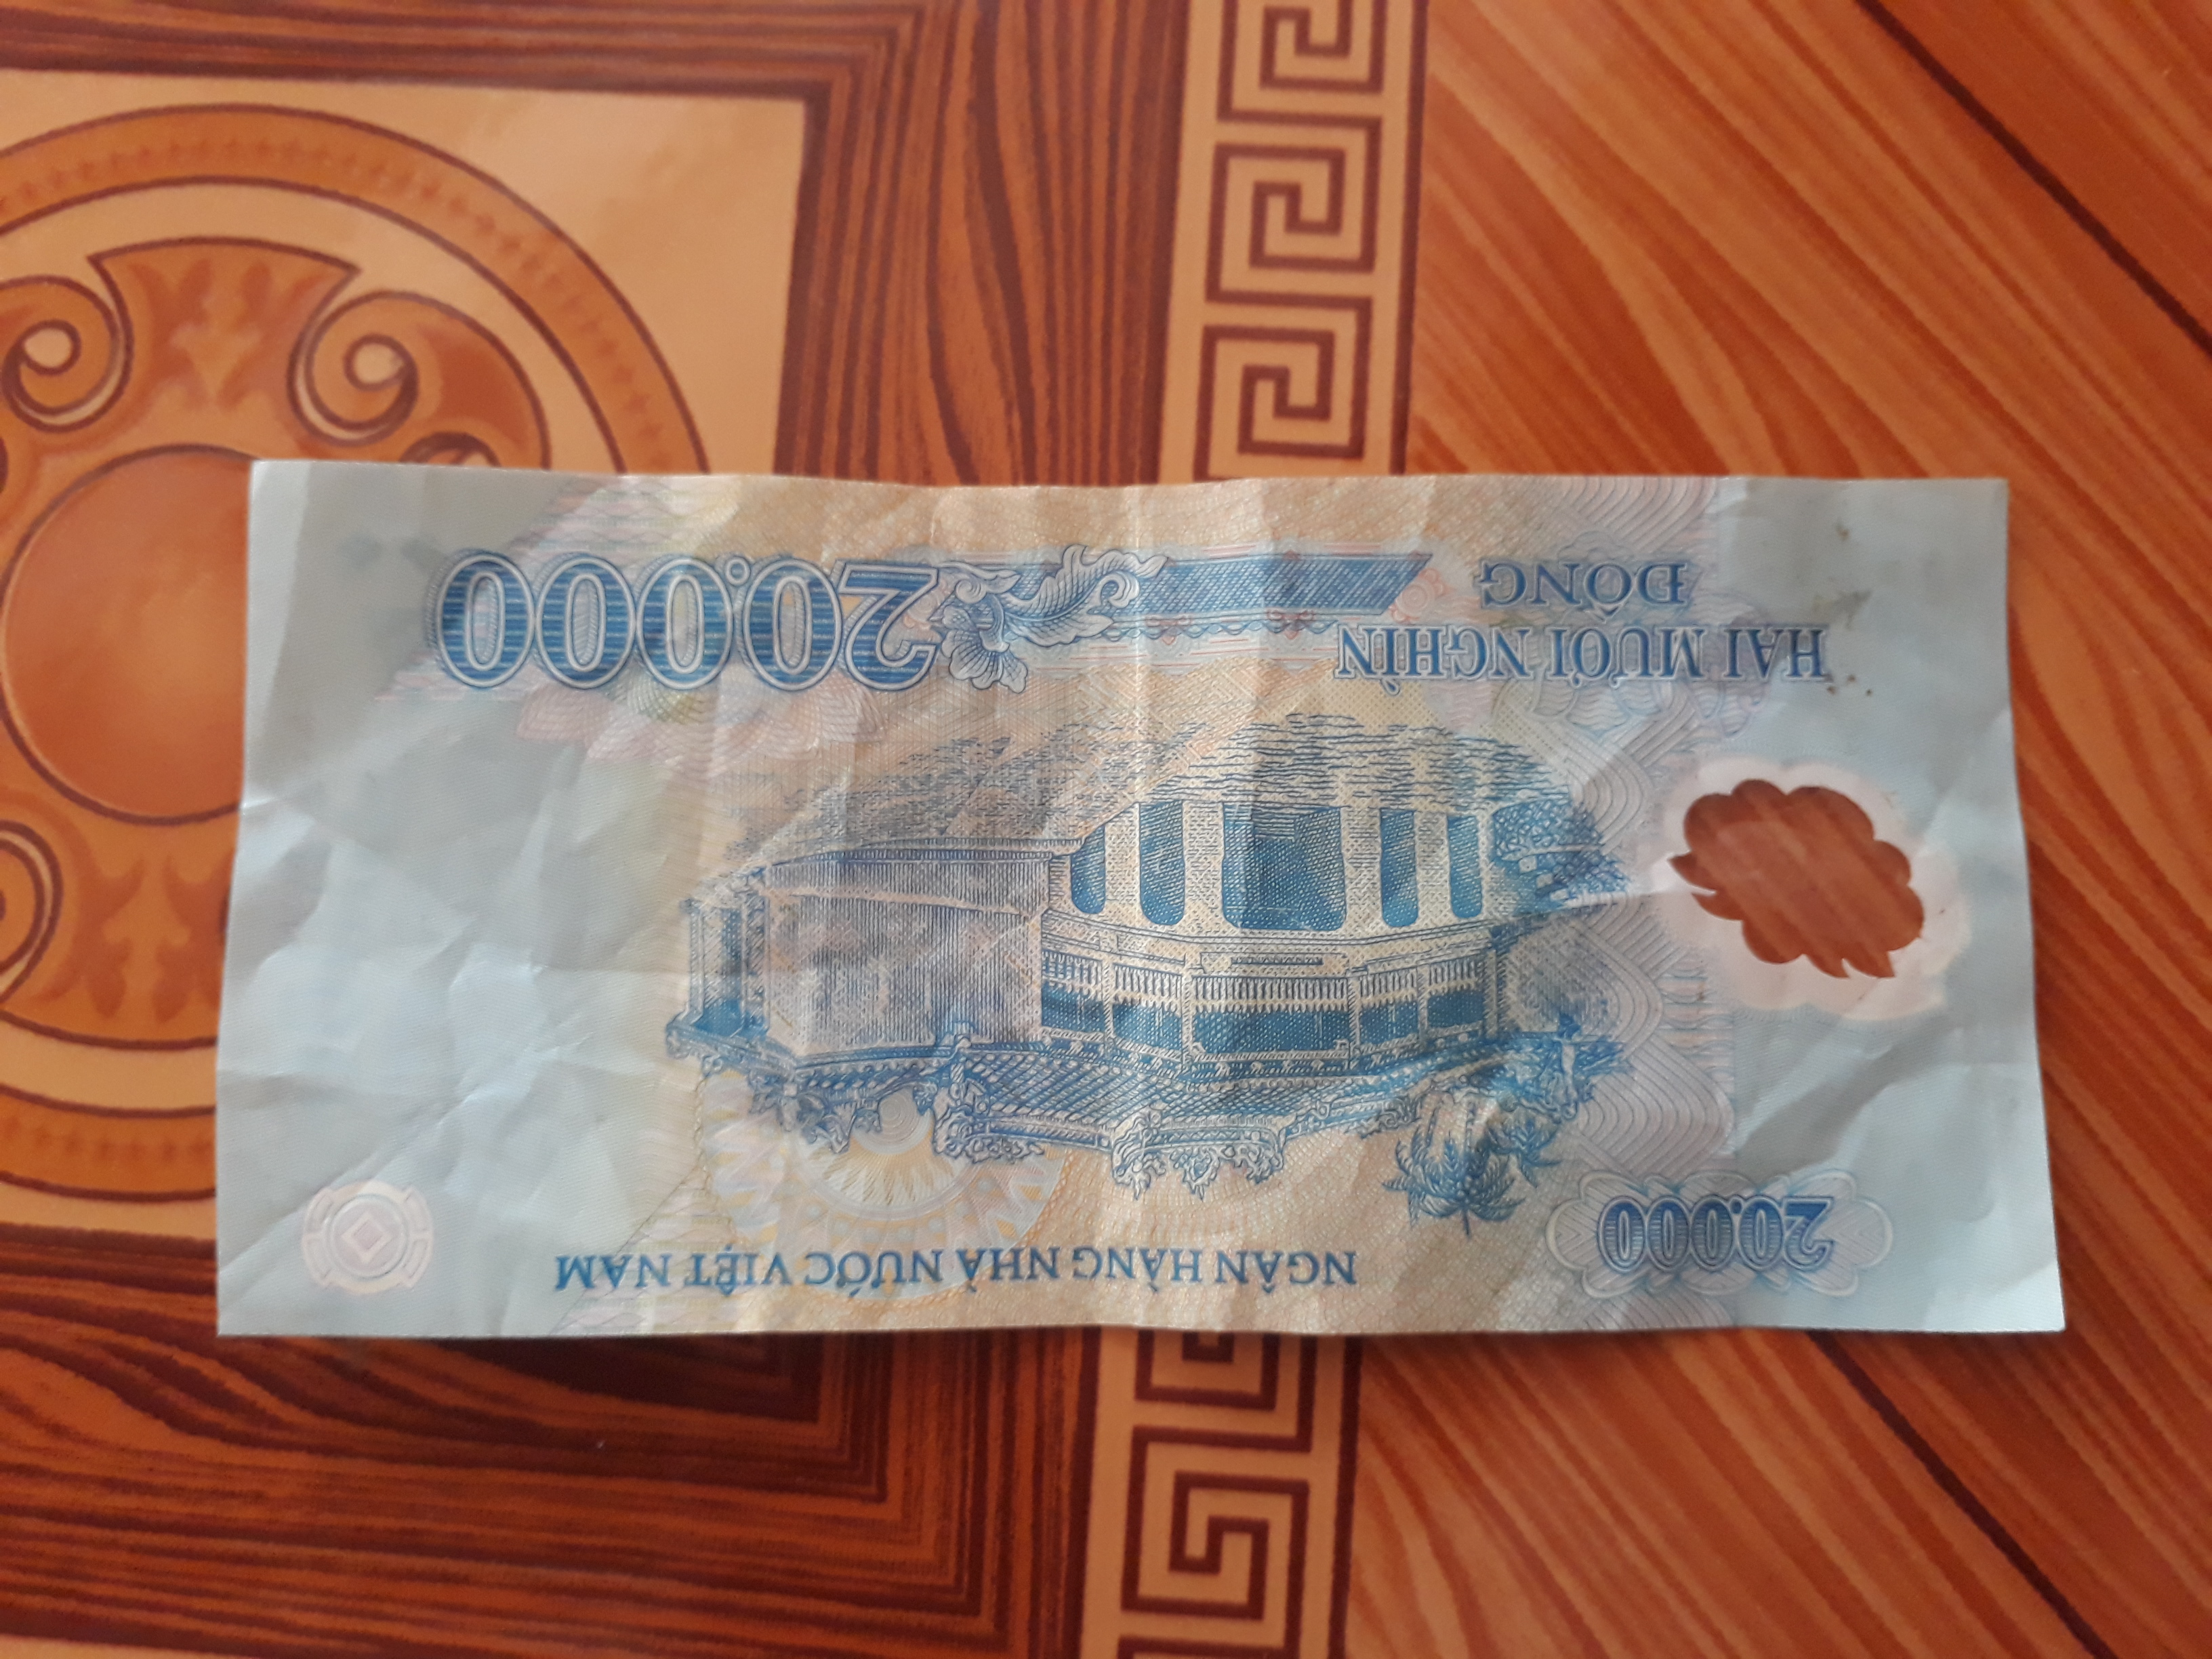 NGÂN HÀNG NHÀ NƯỚC VIỆT NAM
20.000
HAI MƯƠI NGHÌN
ĐỒNG
20.000